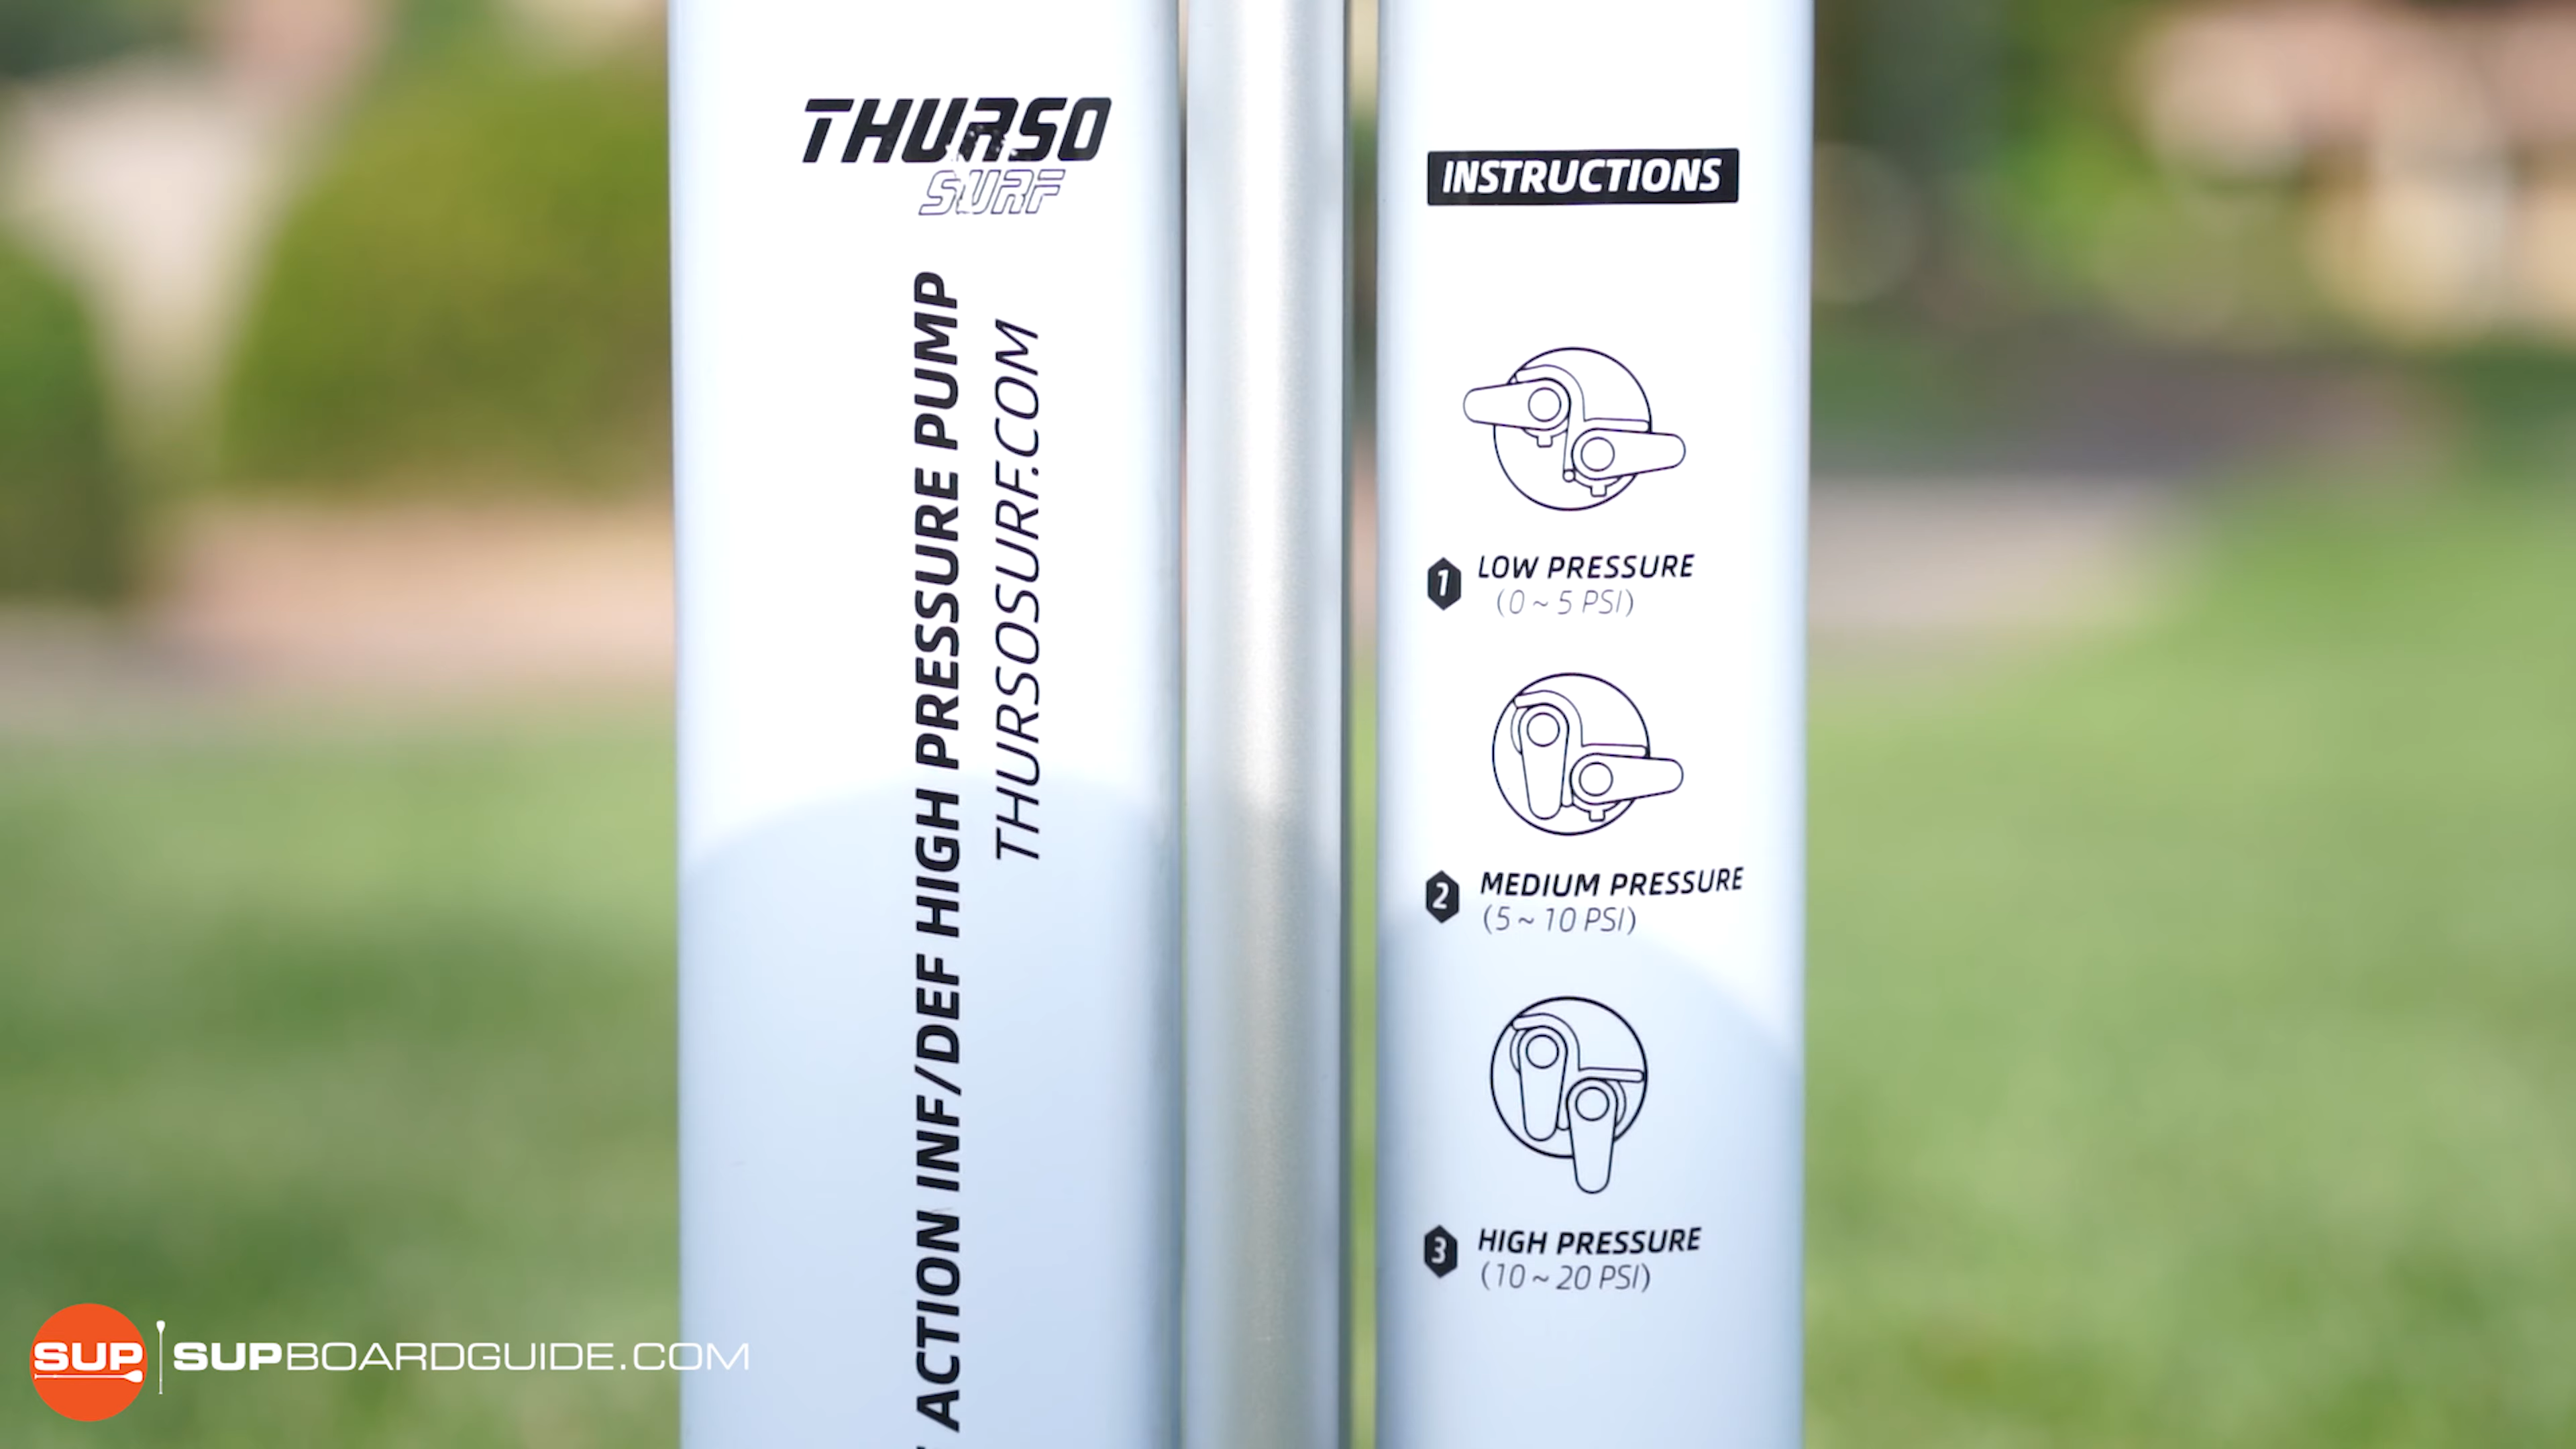 THURSO
SURF
ACTION INF/DEF HIGH PRESSURE PUMP
THURSOSURF.COM
INSTRUCTIONS
1 LOW PRESSURE
(0 ~ 5 PSI)
2 MEDIUM PRESSURE
(5 ~ 10 PSI)
3 HIGH PRESSURE
(10 ~ 20 PSI)
SUP SUPBOARDGUIDE.COM